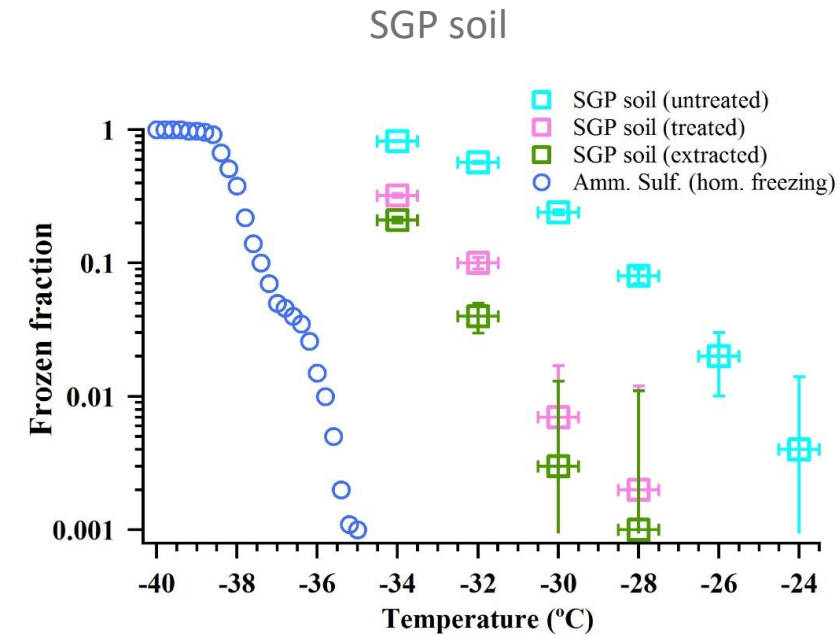 SGP soil
SGP soil (untreated)
SGP soil (treated)
SGP soil (extracted)
Amm. Sulf. (hom. freezing)
1
0.1
0.01
0.001
Frozen fraction
-40 -38 -36 -34 -32 -30 -28 -26 -24
Temperature (ºC)